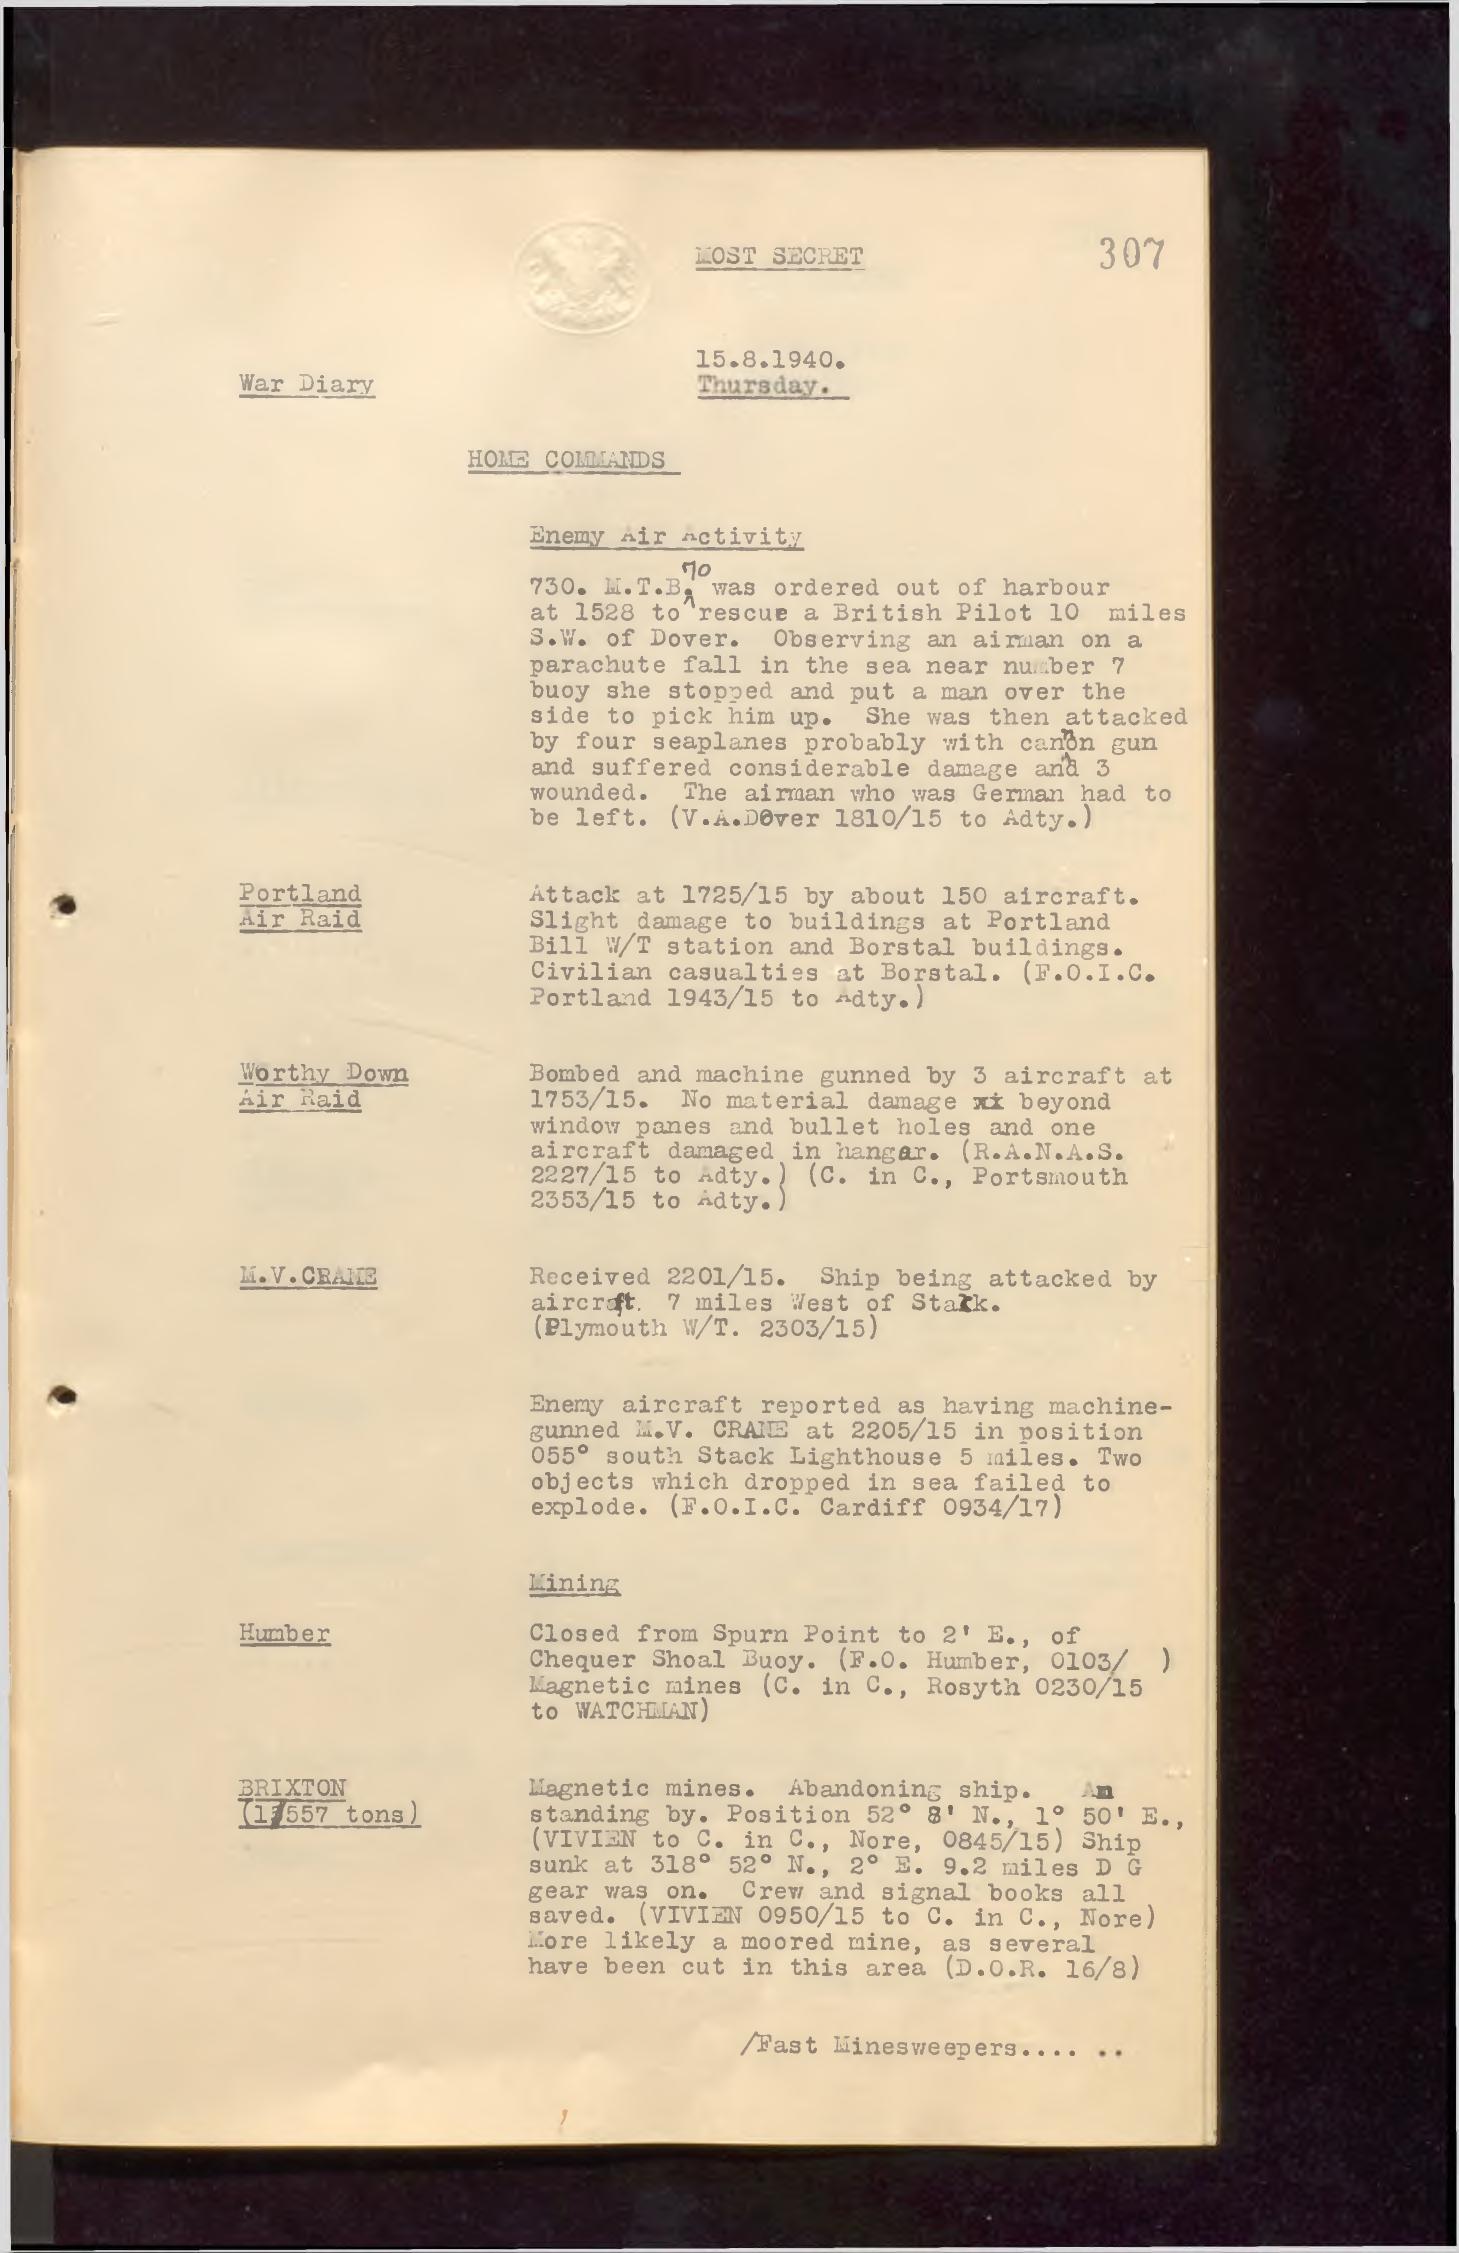 MOST SECRET
307
15.8.1940.
War Diary
Thursday.
HOME COMMANDS
Enemy Air Activity
730. M.T.B. 70 was ordered out of harbour
at 1528 to rescue a British Pilot 10 miles
S.W. of Dover. Observing an airman on a
parachute fall in the sea near number 7
buoy she stopped and put a man over the
side to pick him up. She was then attacked
by four seaplanes probably with cannon gun
and suffered considerable damage and 3
wounded. The airman who was German had to
be left. (V.A.Dover 1810/15 to Adty.)
Portland
Air Raid
Attack at 1725/15 by about 150 aircraft.
Slight damage to buildings at Portland
Bill W/T station and Borstal buildings.
Civilian casualties at Borstal. (F.O.I.C.
Portland 1943/15 to Adty.)
Worthy Down
Air Raid
Bombed and machine gunned by 3 aircraft at
1753/15. No material damage xx beyond
window panes and bullet holes and one
aircraft damaged in hangar. (R.A.N.A.S.
2227/15 to Adty.) (C. in C., Portsmouth
2353/15 to Adty.)
M.V.CRANE
Received 2201/15. Ship being attacked by
aircraft. 7 miles West of
(Plymouth W/T. 2303/15)
Enemy aircraft reported as having machine-
gunned M.V. CRANE at 2205/15 in position
055° south Stack Lighthouse 5 miles. Two
objects which dropped in sea failed to
explode. (F.O.I.C. Cardiff 0934/17)
Mining
Humber
Closed from Spurn Point to 2' E., of
Chequer Shoal Buoy. (F.O. Humber, 0103/ )
Magnetic mines (C. in C., Rosyth 0230/15
to WATCHMAN)
BRIXTON
(1,557 tons)
Magnetic mines. Abandoning ship. Am
standing by. Position 52° 8' N., 1° 50' E.,
(VIVIEN to C. in C., Nore, 0845/15) Ship
sunk at 318° 52° N., 2° E. 9.2 miles D G
gear was on. Crew and signal books all
saved. (VIVIEN 0950/15 to C. in C., Nore)
More likely a moored mine, as several
have been cut in this area (D.O.R. 16/8)
/Fast Minesweepers.... ..